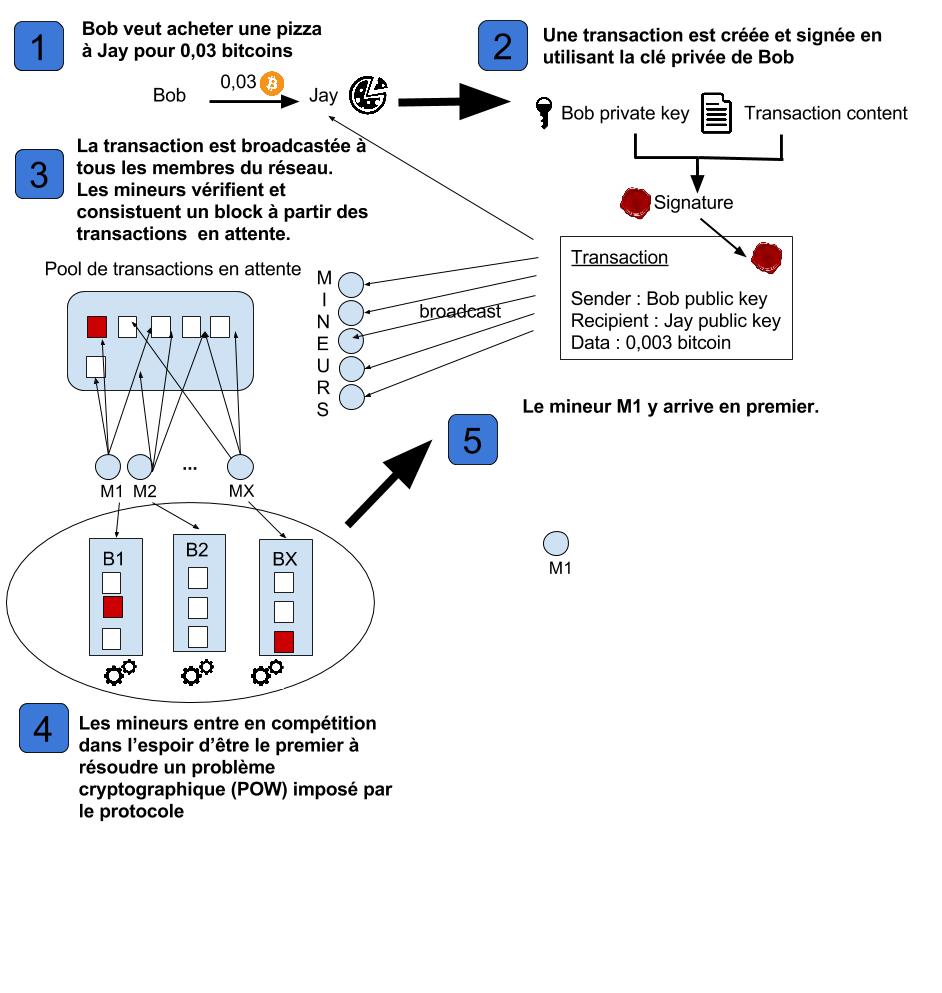 1
Bob veut acheter une pizza
à Jay pour 0,03 bitcoins
0,03
Bob
Jay
2
Une transaction est créée et signée en
utilisant la clé privée de Bob
Bob private key
Transaction content
Signature
Transaction
Sender : Bob public key
Recipient : Jay public key
Data : 0,003 bitcoin
3
La transaction est broadcastée à
tous les membres du réseau.
Les mineurs vérifient et
consistuent un block à partir des
transactions  en attente.
Pool de transactions en attente
M
I
N
E
U
R
S
broadcast
...
M1
M2
MX
B1
B2
BX
4
Les mineurs entre en compétition
dans l’espoir d’être le premier à
résoudre un problème
cryptographique (POW) imposé par
le protocole
5
Le mineur M1 y arrive en premier.
M1